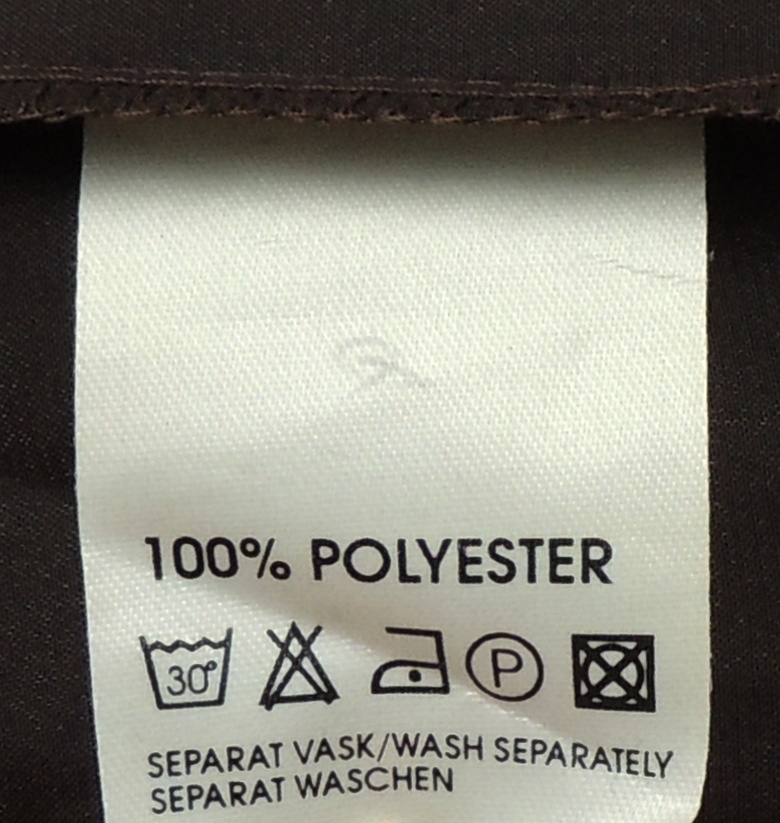 100% POLYESTER
30°
P
SEPARAT VASK/WASH SEPARATELY
SEPARAT WASCHEN